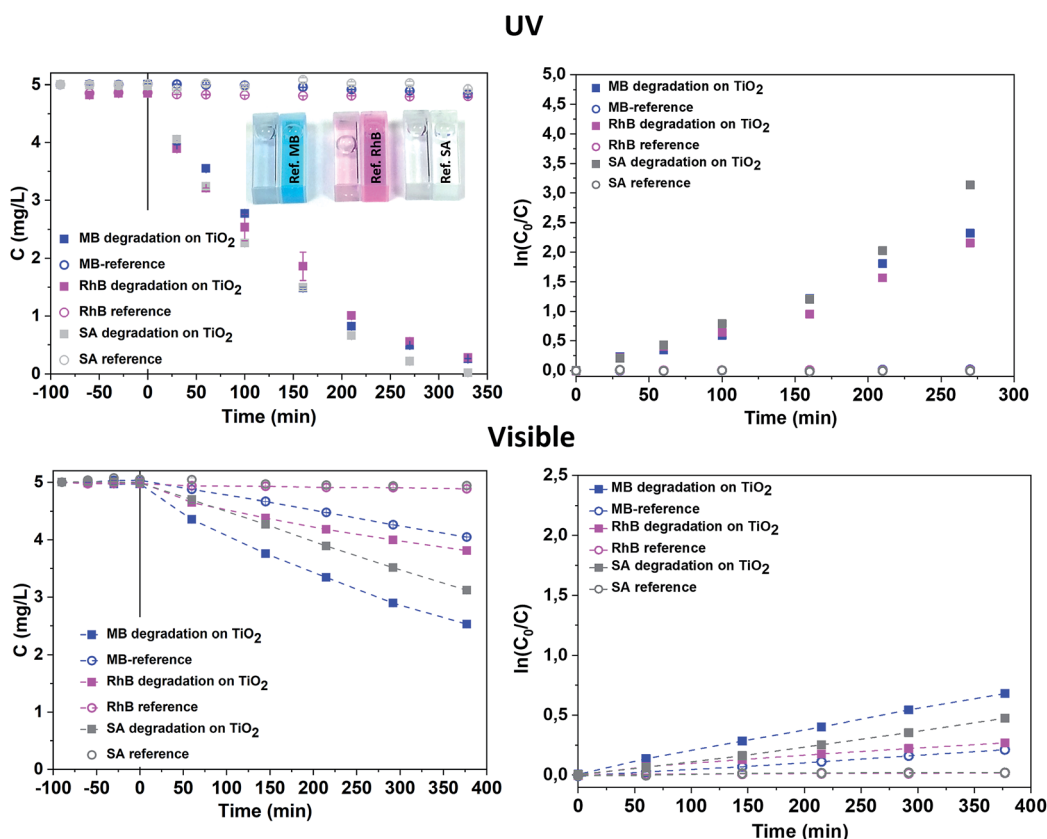 UV
5
4
3
2
1
0
C (mg/L)
-50 0 50 100 150 200 250 300 350
Time (min)
Ref. MB
Ref. RhB
Ref. SA
MB degradation on TiO2
MB-reference
RhB degradation on TiO2
RhB reference
SA degradation on TiO2
SA reference
5,0
4,5
4,0
3,5
3,0
2,5
2,0
1,5
1,0
0,5
0,0
ln(C0/C)
0 50 100 150 200 250 300
Time (min)
MB degradation on TiO2
MB-reference
RhB degradation on TiO2
RhB reference
SA degradation on TiO2
SA reference
Visible
5
4
3
2
1
0
C (mg/L)
-100 -50 0 50 100 150 200 250 300 350 400
Time (min)
MB degradation on TiO2
MB-reference
RhB degradation on TiO2
RhB reference
SA degradation on TiO2
SA reference
2,5
2,0
1,5
1,0
0,5
0,0
ln(C0/C)
0 50 100 150 200 250 300 350 400
Time (min)
MB degradation on TiO2
MB-reference
RhB degradation on TiO2
RhB reference
SA degradation on TiO2
SA reference